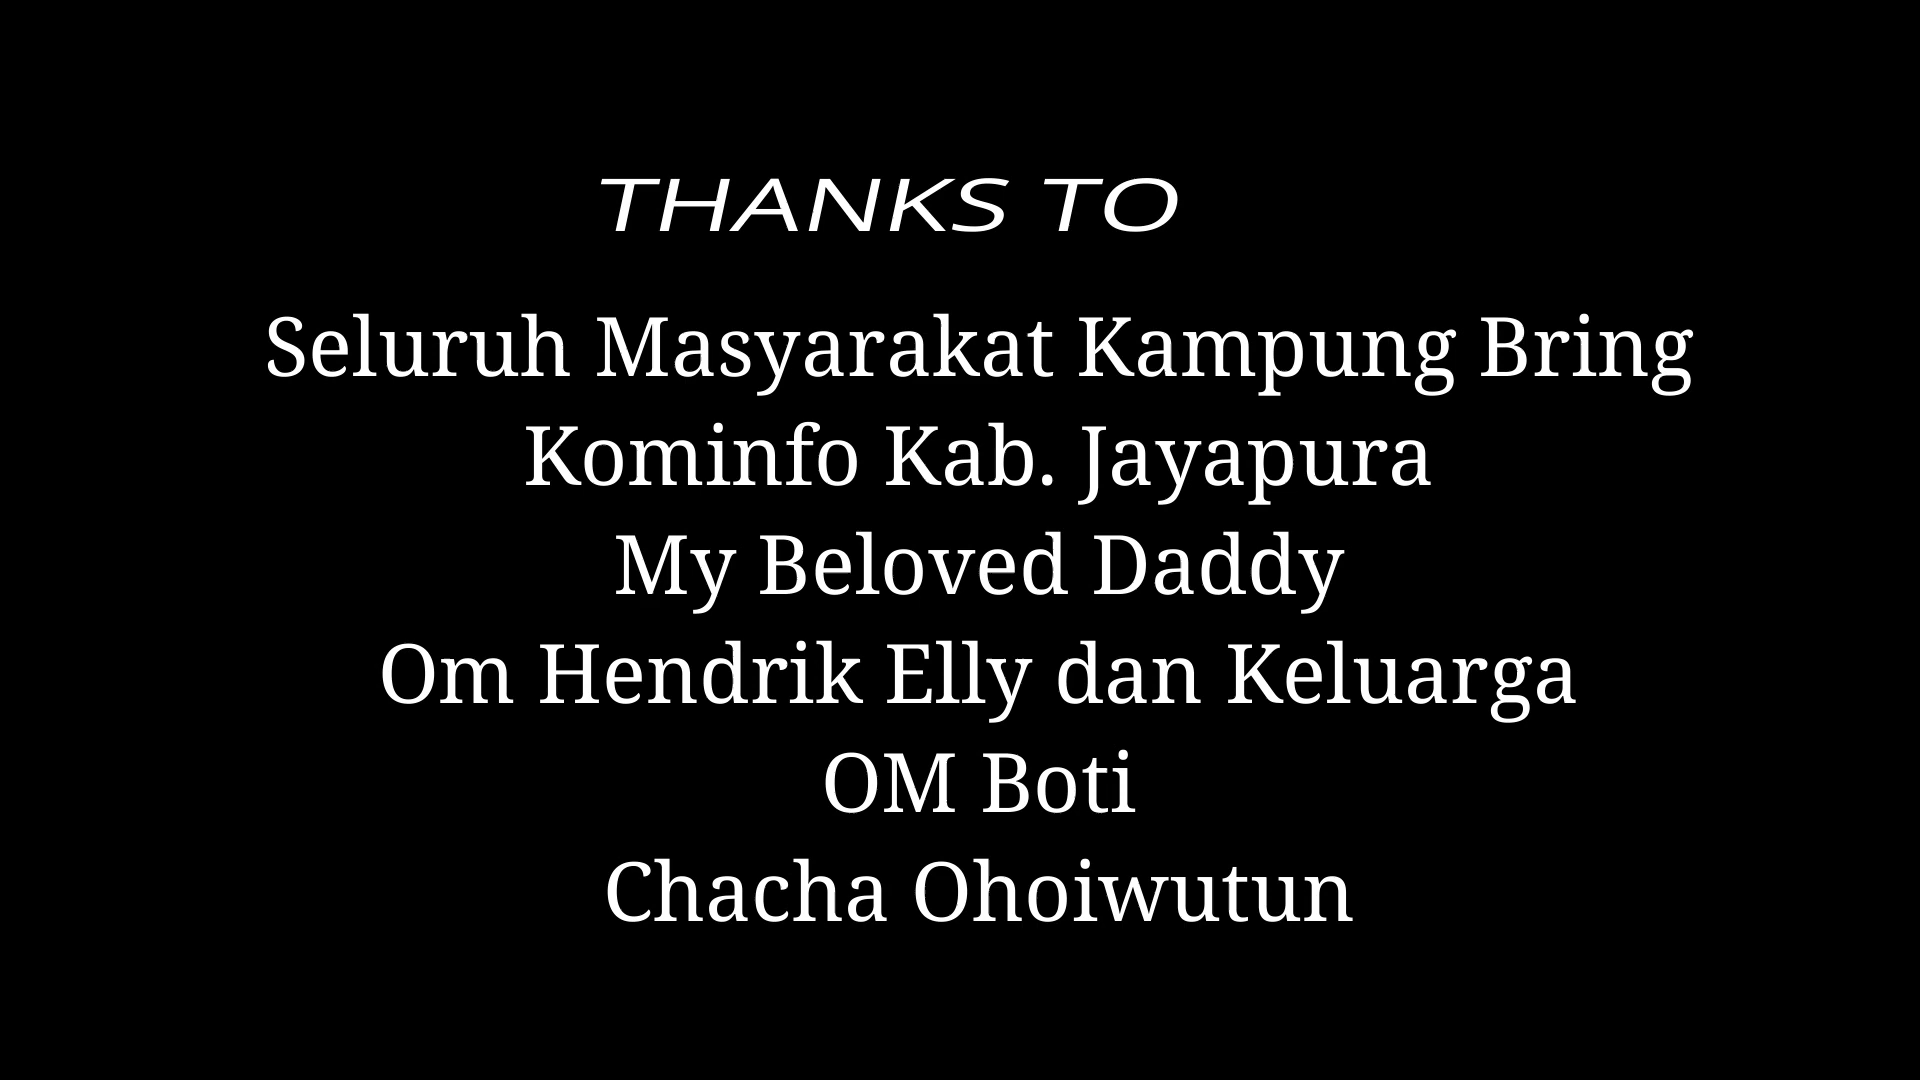 THANKS TO
Seluruh Masyarakat Kampung Bring
Kominfo Kab. Jayapura
My Beloved Daddy
Om Hendrik Elly dan Keluarga
OM Boti
Chacha Ohoiwutun